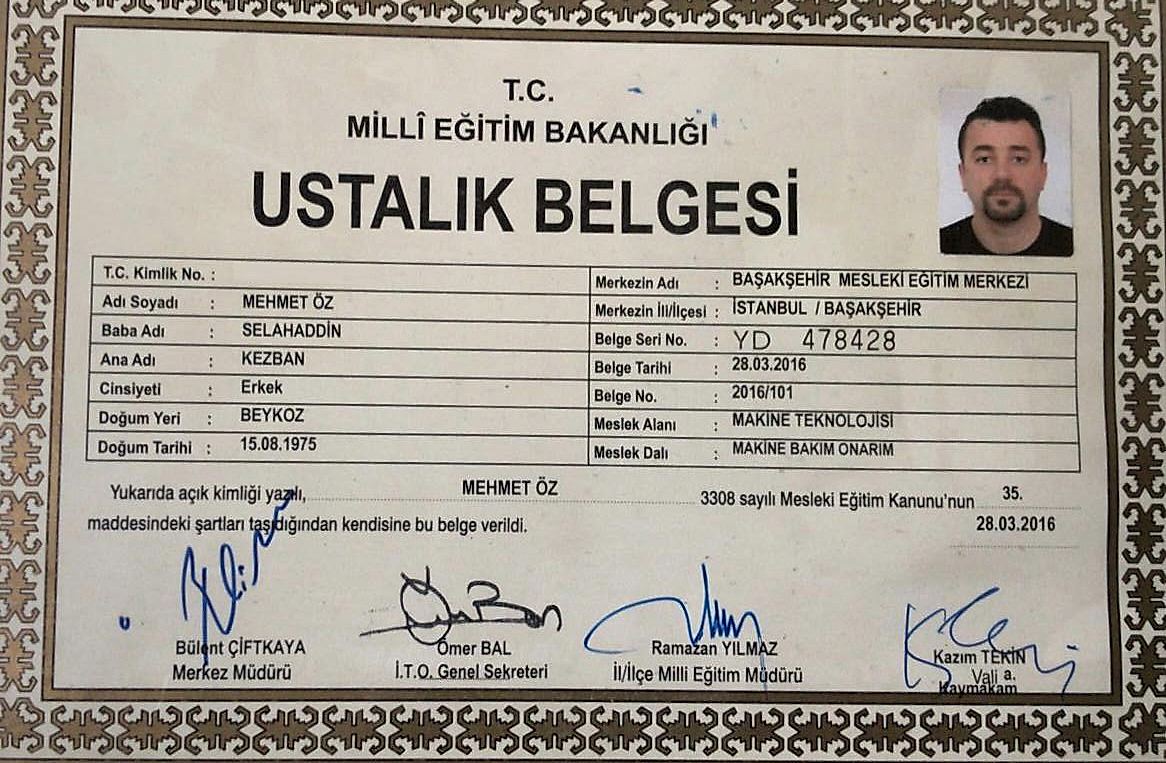 T.C.
MİLLÎ EĞİTİM BAKANLIĞI
USTALIK BELGESİ
T.C. Kimlik No. :
Adı Soyadı : MEHMET ÖZ
Baba Adı : SELAHADDİN
Ana Adı : KEZBAN
Cinsiyeti : Erkek
Doğum Yeri : BEYKOZ
Doğum Tarihi : 15.08.1975
Merkezin Adı : BAŞAKŞEHİR MESLEKİ EĞİTİM MERKEZİ
Merkezin İli/İlçesi : İSTANBUL / BAŞAKŞEHİR
Belge Seri No. : YD 478428
Belge Tarihi : 28.03.2016
Belge No. : 2016/101
Meslek Alanı : MAKİNE TEKNOLOJİSİ
Meslek Dalı : MAKİNE BAKIM ONARIM
Yukarıda açık kimliği yazılı, MEHMET ÖZ 3308 sayılı Mesleki Eğitim Kanunu'nun 35.
maddesindeki şartları taşıdığından kendisine bu belge verildi. 28.03.2016
Bülent ÇİFTKAYA
Merkez Müdürü
Ömer BAL
İ.T.O. Genel Sekreteri
Ramazan YILMAZ
İl/İlçe Milli Eğitim Müdürü
Kazım TEKİN
Vali a.
Kaymakam